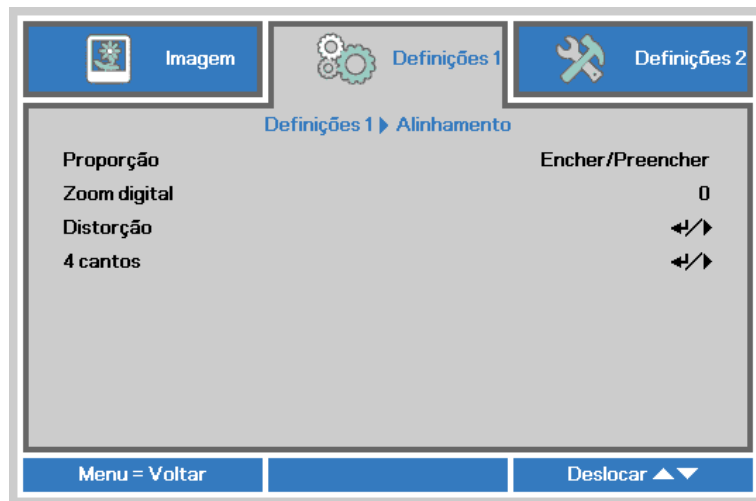 Imagem
Definições 1
Definições 2
Definições 1 Alinhamento
Proporção Encher/Preencher
Zoom digital 0
Distorção /
4 cantos /
Menu = Voltar Deslocar